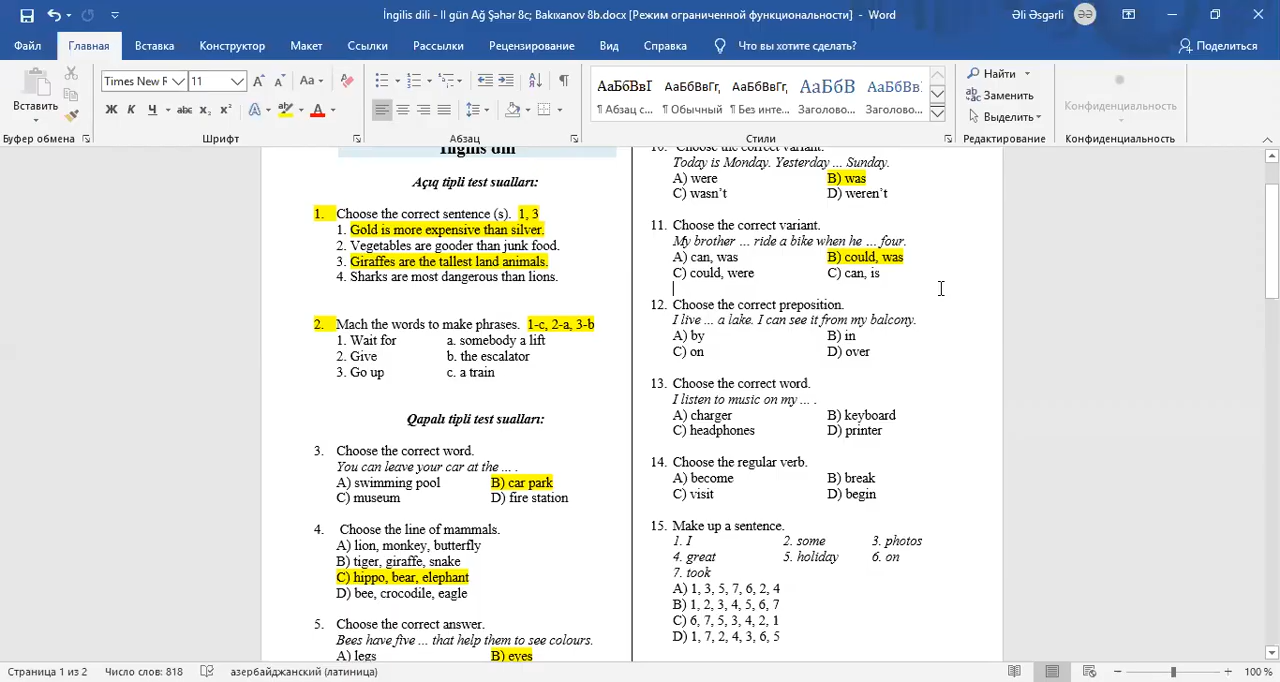 İngilis dili - II gün Ağ Şəhər 8c; Bakıxanov 8b.docx [Режим ограниченной функциональности] - Word
Əli Əsgərli
ƏƏ
Файл
Главная
Вставка
Конструктор
Макет
Ссылки
Рассылки
Рецензирование
Вид
Справка
Что вы хотите сделать?
Поделиться
Вставить
Times New R
11
Ж К Ч
Найти
Заменить
Выделить
АаБбВвГ
АаБбВвГг,
АаБбВвГг,
АаБбВ
АаБбВв
¶ Абзац с...
¶ Обычный
¶ Без инте...
Заголово...
Заголово...
Конфиденциальность
Буфер обмена
Шрифт
Абзац
Стили
Редактирование
Конфиденциальность
İngilis dili
Açıq tipli test sualları:
1. Choose the correct sentence (s). 1, 3
1. Gold is more expensive than silver.
2. Vegetables are gooder than junk food.
3. Giraffes are the tallest land animals.
4. Sharks are most dangerous than lions.
2. Mach the words to make phrases. 1-c, 2-a, 3-b
1. Wait for a. somebody a lift
2. Give b. the escalator
3. Go up c. a train
Qapalı tipli test sualları:
3. Choose the correct word.
You can leave your car at the ... .
A) swimming pool B) car park
C) museum D) fire station
4. Choose the line of mammals.
A) lion, monkey, butterfly
B) tiger, giraffe, snake
C) hippo, bear, elephant
D) bee, crocodile, eagle
5. Choose the correct answer.
Bees have five ... that help them to see colours.
A) legs B) eyes
10. Choose the correct variant.
Today is Monday. Yesterday ... Sunday.
A) were B) was
C) wasn't D) weren't
11. Choose the correct variant.
My brother ... ride a bike when he ... four.
A) can, was B) could, was
C) could, were C) can, is
12. Choose the correct preposition.
I live ... a lake. I can see it from my balcony.
A) by B) in
C) on D) over
13. Choose the correct word.
I listen to music on my ... .
A) charger B) keyboard
C) headphones D) printer
14. Choose the regular verb.
A) become B) break
C) visit D) begin
15. Make up a sentence.
1. I 2. some 3. photos
4. great 5. holiday 6. on
7. took
A) 1, 3, 5, 7, 6, 2, 4
B) 1, 2, 3, 4, 5, 6, 7
C) 6, 7, 5, 3, 4, 2, 1
D) 1, 7, 2, 4, 3, 6, 5
Страница 1 из 2
Число слов: 818
азербайджанский (латиница)
100 %